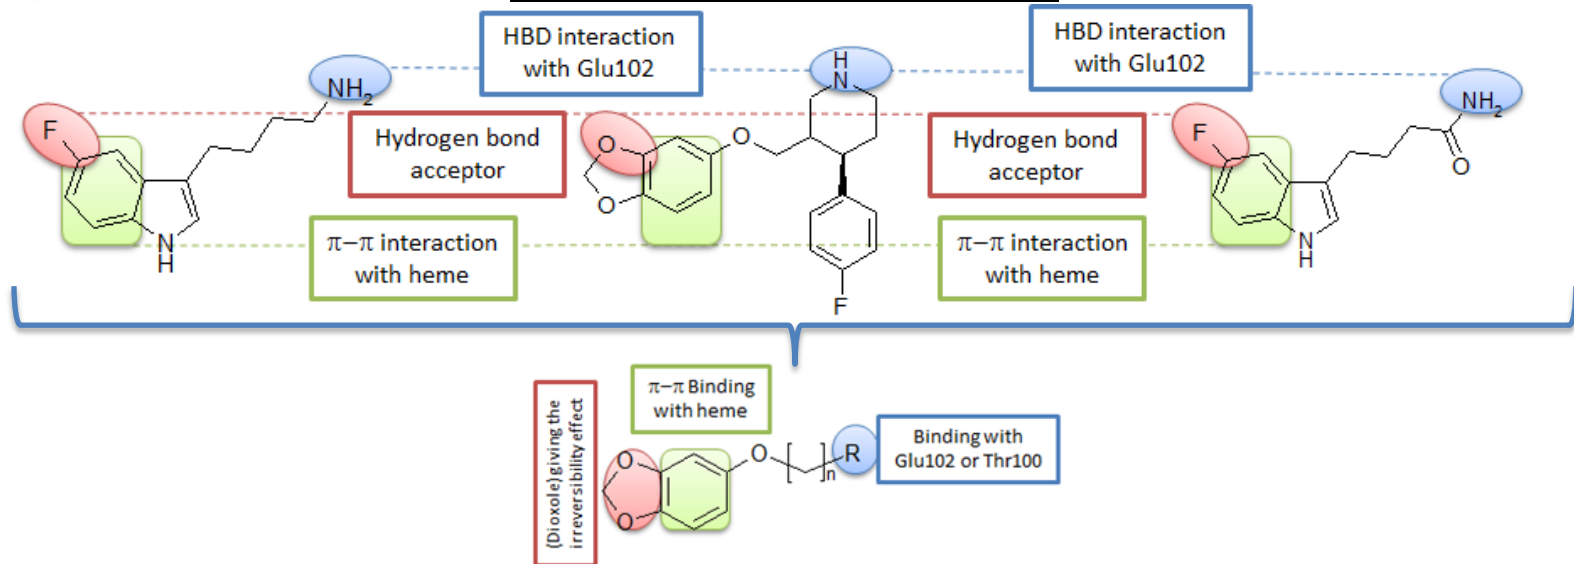 HBD interaction
with Glu102
HBD interaction
with Glu102
NH2
H
N
NH2
F
Hydrogen bond
acceptor
O
O
O
Hydrogen bond
acceptor
F
O
N
H
π–π interaction
with heme
π–π interaction
with heme
N
H
F
(Dioxole)giving the
irreversibility effect
π–π Binding
with heme
O
O
O
[ ]n
R
Binding with
Glu102 or Thr100